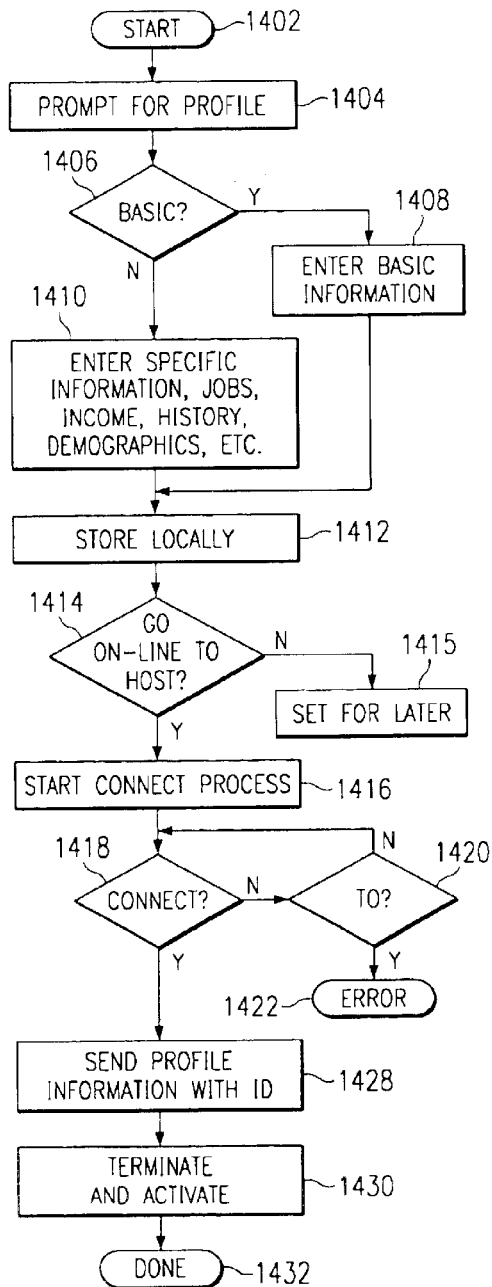 START
1402
PROMPT FOR PROFILE
1404
1406
BASIC?
Y
N
1408
ENTER BASIC
INFORMATION
1410
ENTER SPECIFIC
INFORMATION, JOBS,
INCOME, HISTORY,
DEMOGRAPHICS, ETC.
STORE LOCALLY
1412
1414
GO
ON-LINE TO
HOST?
N
Y
1415
SET FOR LATER
START CONNECT PROCESS
1416
1418
CONNECT?
N
Y
N
1420
TO?
Y
1422
ERROR
SEND PROFILE
INFORMATION WITH ID
1428
TERMINATE
AND ACTIVATE
1430
DONE
1432